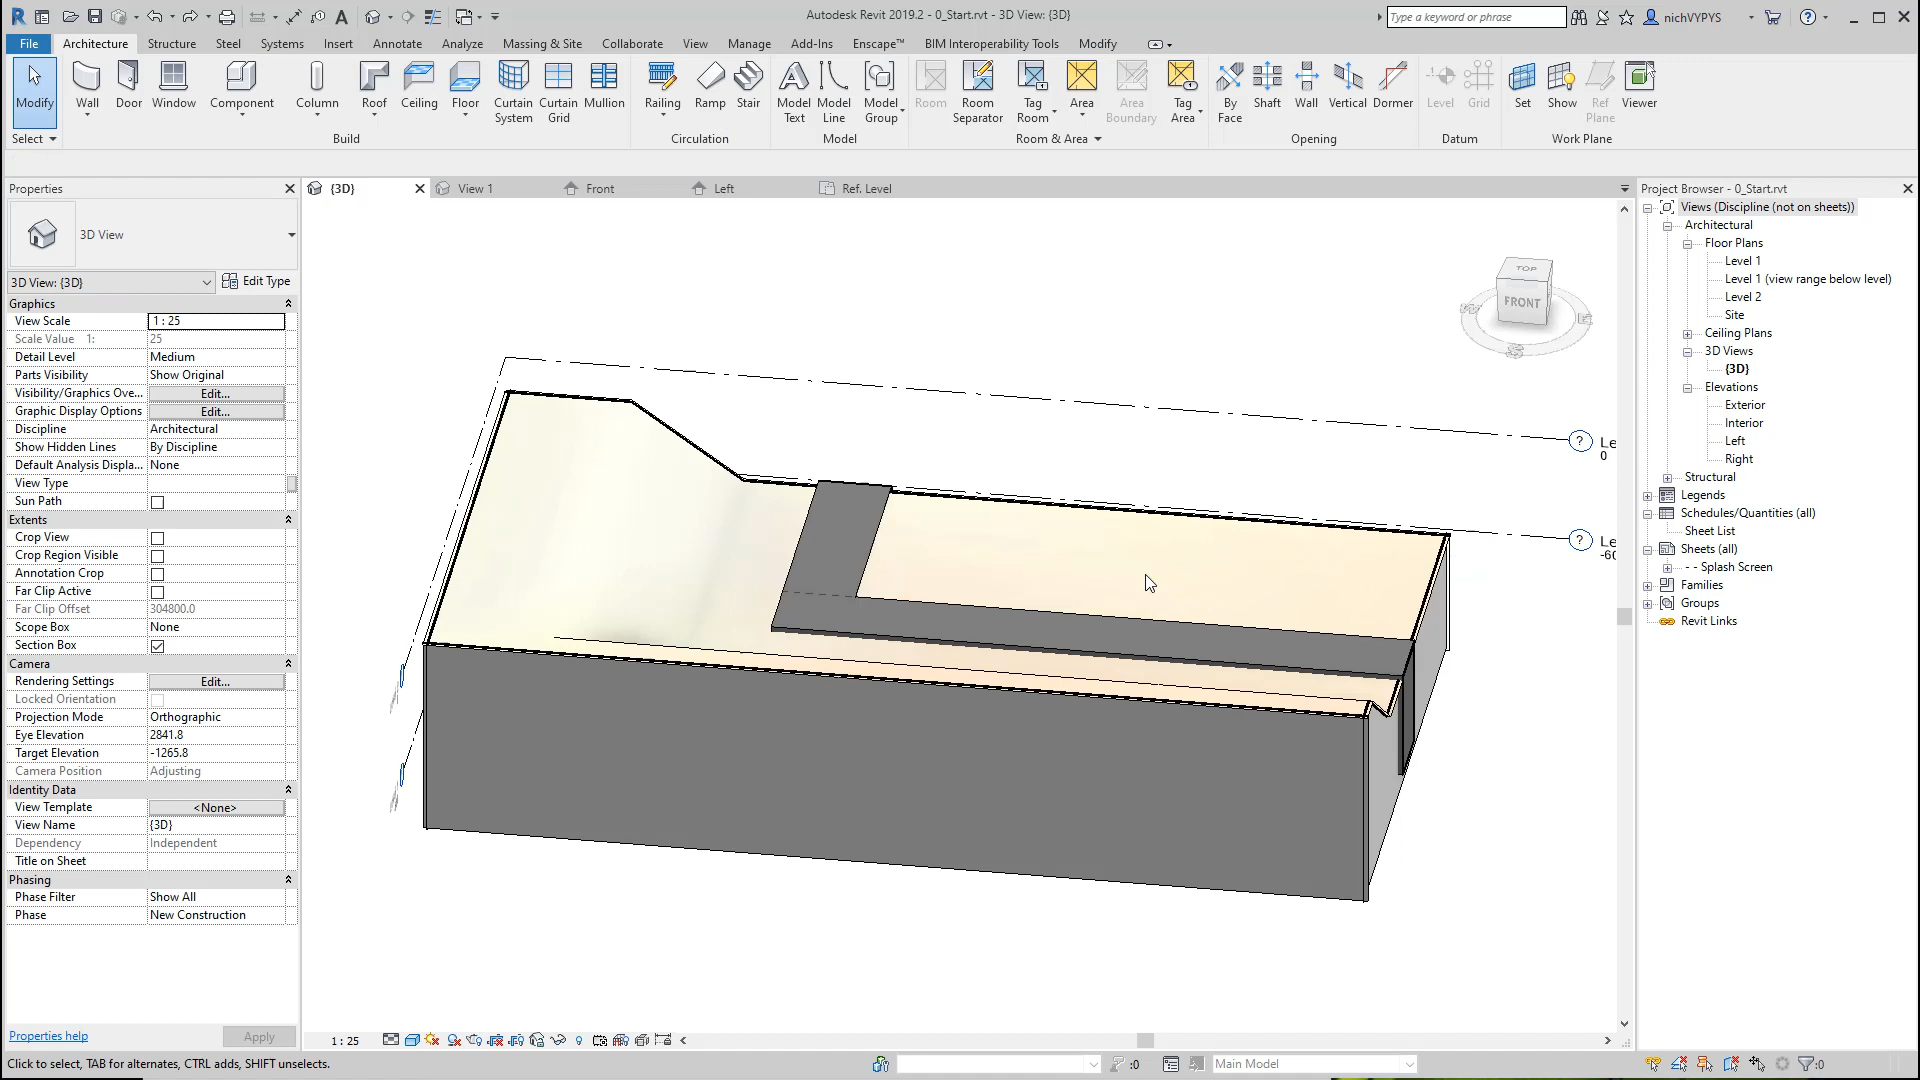 Autodesk Revit 2019.2 - 0_Start.rvt - 3D View: {3D}
Type a keyword or phrase
nichVYPYS
File Architecture Structure Steel Systems Insert Annotate Analyze Massing & Site Collaborate View Manage Add-Ins Enscape™ BIM Interoperability Tools Modify
Modify Wall Door Window Component Column Roof Ceiling Floor Curtain System Curtain Grid Mullion Railing Ramp Stair Model Text Model Line Model Group Room Room Separator Tag Room Area Area Boundary Tag Area By Face Shaft Wall Vertical Dormer Level Grid Set Show Ref Plane Viewer
Select Build Circulation Model Room & Area Opening Datum Work Plane
Properties
{3D} View 1 Front Left Ref. Level
Project Browser - 0_Start.rvt
3D View
3D View: {3D} Edit Type
Graphics
View Scale 1 : 25
Scale Value 1: 25
Detail Level Medium
Parts Visibility Show Original
Visibility/Graphics Ove... Edit...
Graphic Display Options Edit...
Discipline Architectural
Show Hidden Lines By Discipline
Default Analysis Displa... None
View Type
Sun Path
Extents
Crop View
Crop Region Visible
Annotation Crop
Far Clip Active
Far Clip Offset 304800.0
Scope Box None
Section Box
Camera
Rendering Settings Edit...
Locked Orientation
Projection Mode Orthographic
Eye Elevation 2841.8
Target Elevation -1265.8
Camera Position Adjusting
Identity Data
View Template <None>
View Name {3D}
Dependency Independent
Title on Sheet
Phasing
Phase Filter Show All
Phase New Construction
Properties help Apply
TOP
FRONT
? Le
0
? Le
-60
Views (Discipline (not on sheets))
Architectural
Floor Plans
Level 1
Level 1 (view range below level)
Level 2
Site
Ceiling Plans
3D Views
{3D}
Elevations
Exterior
Interior
Left
Right
Structural
Legends
Schedules/Quantities (all)
Sheet List
Sheets (all)
- - Splash Screen
Families
Groups
Revit Links
1 : 25
Click to select, TAB for alternates, CTRL adds, SHIFT unselects.
:0
Main Model
:0